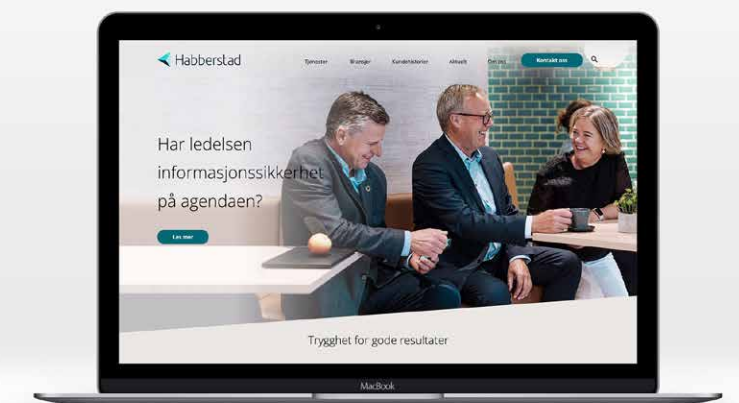 Habberstad
Tjenester Bransjer Kundehistorier Aktuelt Om oss Kontakt oss
Har ledelsen
informasjonssikkerhet
på agendaen?
Les mer
Trygghet for gode resultater
MacBook